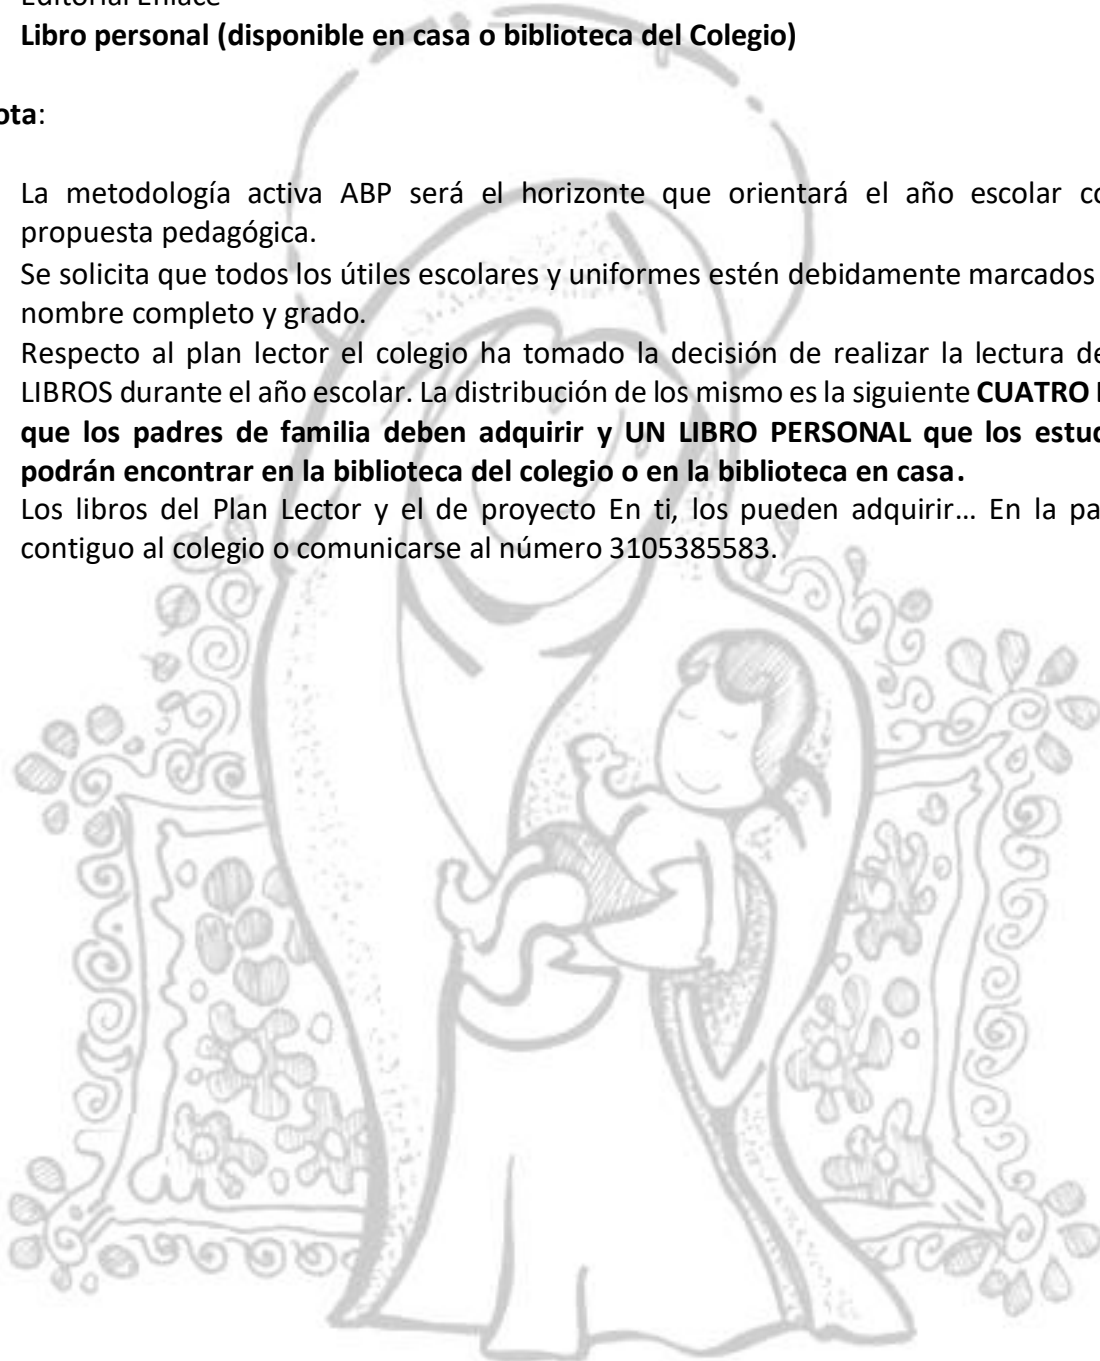 Editorial Enlace
Libro personal (disponible en casa o biblioteca del Colegio)
ota:
La metodología activa ABP será el horizonte que orientará el año escolar co
propuesta pedagógica.
Se solicita que todos los útiles escolares y uniformes estén debidamente marcados
nombre completo y grado.
Respecto al plan lector el colegio ha tomado la decisión de realizar la lectura de
LIBROS durante el año escolar. La distribución de los mismo es la siguiente CUATRO
que los padres de familia deben adquirir y UN LIBRO PERSONAL que los estud
podrán encontrar en la biblioteca del colegio o en la biblioteca en casa.
Los libros del Plan Lector y el de proyecto En ti, los pueden adquirir... En la pa
contiguo al colegio o comunicarse al número 3105385583.